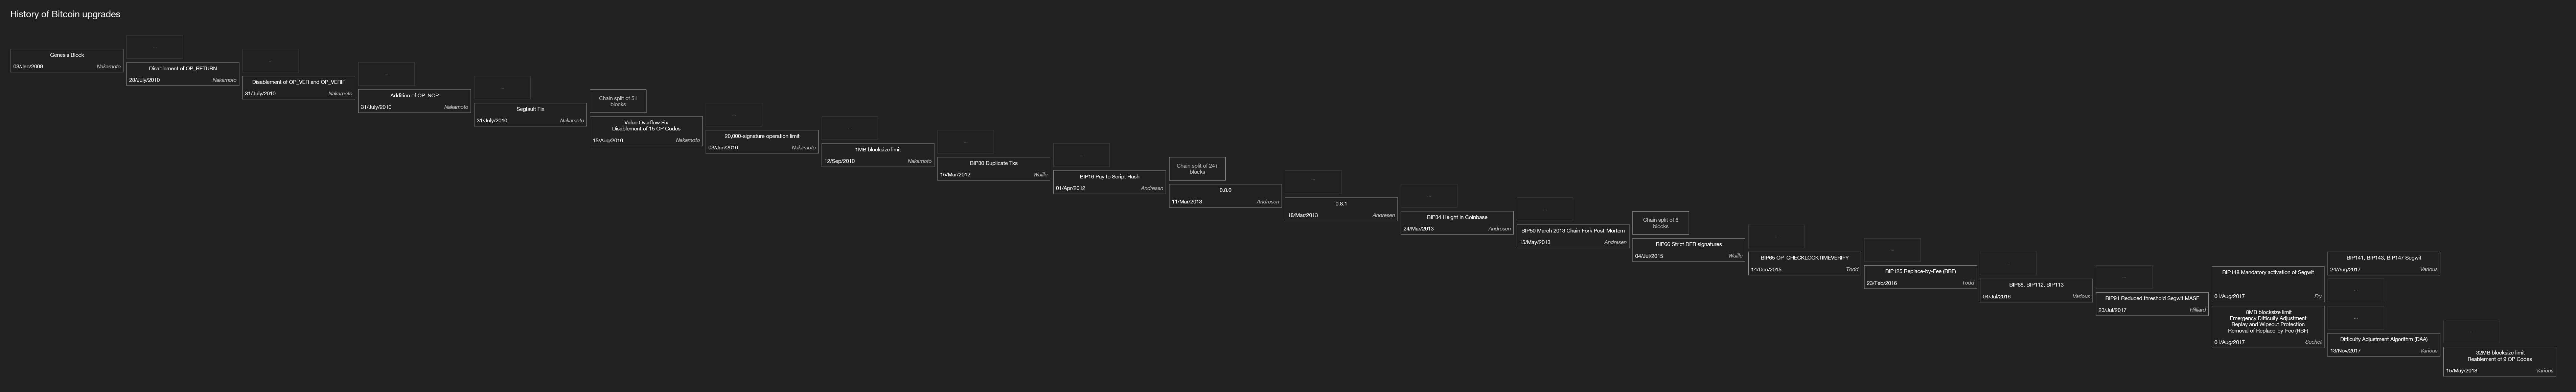 History of Bitcoin upgrades
Genesis Block
03/Jan/2009 Nakamoto
...
Disablement of OP_RETURN
28/July/2010 Nakamoto
...
Disablement of OP_VER and OP_VERIF
31/July/2010 Nakamoto
...
Addition of OP_NOP
31/July/2010 Nakamoto
...
Segfault Fix
31/July/2010 Nakamoto
Chain split of 51
blocks
Value Overflow Fix
Disablement of 15 OP Codes
15/Aug/2010 Nakamoto
...
20,000-signature operation limit
03/Jan/2010 Nakamoto
...
1MB blocksize limit
12/Sep/2010 Nakamoto
...
BIP30 Duplicate Txs
15/Mar/2012 Wuille
...
BIP16 Pay to Script Hash
01/Apr/2012 Andresen
Chain split of 24+
blocks
0.8.0
11/Mar/2013 Andresen
...
0.8.1
18/Mar/2013 Andresen
...
BIP34 Height in Coinbase
24/Mar/2013 Andresen
...
BIP50 March 2013 Chain Fork Post-Mortem
15/May/2013 Andresen
Chain split of 6
blocks
BIP66 Strict DER signatures
04/Jul/2015 Wuille
...
BIP65 OP_CHECKLOCKTIMEVERIFY
14/Dec/2015 Todd
...
BIP125 Replace-by-Fee (RBF)
23/Feb/2016 Todd
...
BIP68, BIP112, BIP113
04/Jul/2016 Various
...
BIP91 Reduced threshold Segwit MASF
23/Jul/2017 Hilliard
BIP148 Mandatory activation of Segwit
01/Aug/2017 Fry
8MB blocksize limit
Emergency Difficulty Adjustment
Replay and Wipeout Protection
Removal of Replace-by-Fee (RBF)
01/Aug/2017 Sechet
BIP141, BIP143, BIP147 Segwit
24/Aug/2017 Various
...
...
Difficulty Adjustment Algorithm (DAA)
13/Nov/2017 Various
...
32MB blocksize limit
Reablement of 9 OP Codes
15/May/2018 Various